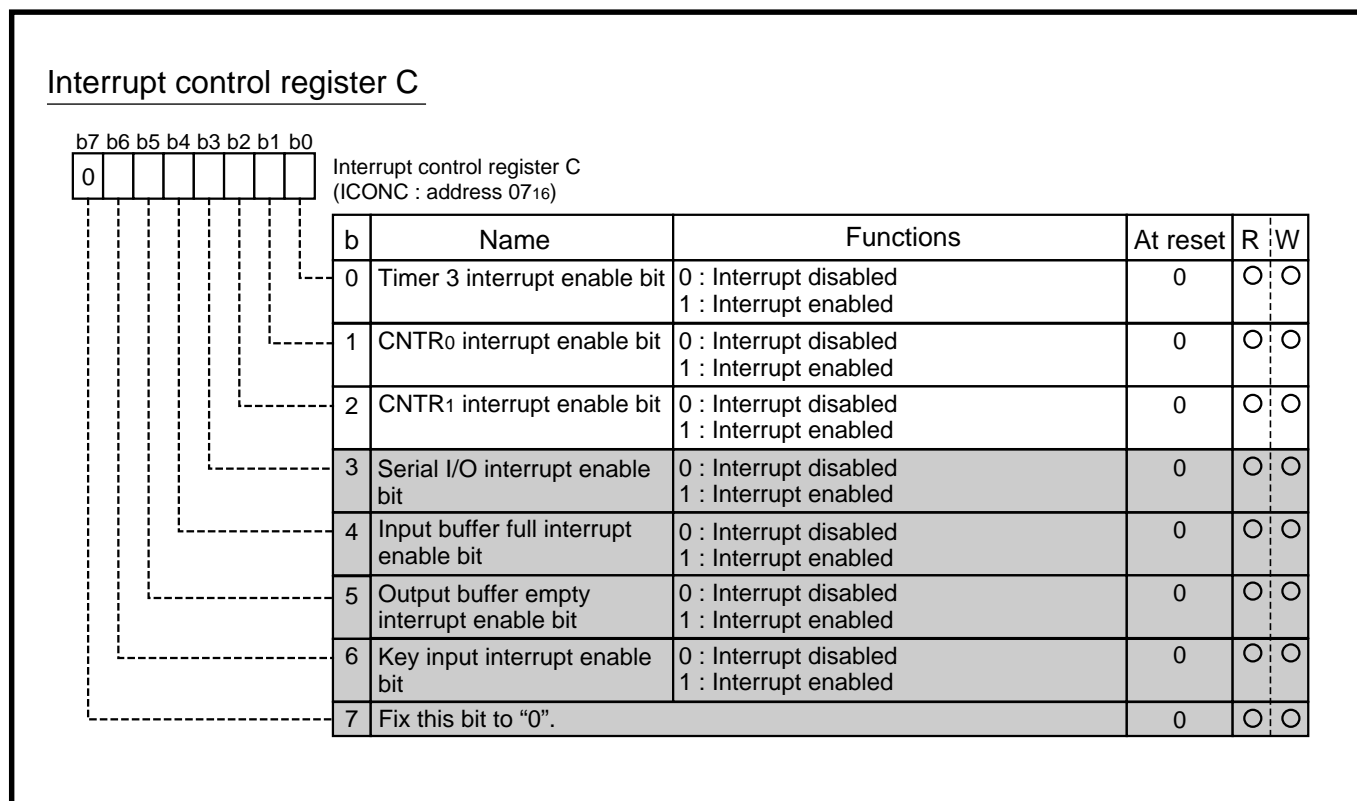 Interrupt control register C
b7 b6 b5 b4 b3 b2 b1 b0
0
Interrupt control register C
(ICONC : address 0716)
b Name Functions At reset R W
0 Timer 3 interrupt enable bit 0 : Interrupt disabled 0 ○ ○
1 : Interrupt enabled
1 CNTR0 interrupt enable bit 0 : Interrupt disabled 0 ○ ○
1 : Interrupt enabled
2 CNTR1 interrupt enable bit 0 : Interrupt disabled 0 ○ ○
1 : Interrupt enabled
3 Serial I/O interrupt enable 0 : Interrupt disabled 0 ○ ○
bit 1 : Interrupt enabled
4 Input buffer full interrupt 0 : Interrupt disabled 0 ○ ○
enable bit 1 : Interrupt enabled
5 Output buffer empty 0 : Interrupt disabled 0 ○ ○
interrupt enable bit 1 : Interrupt enabled
6 Key input interrupt enable 0 : Interrupt disabled 0 ○ ○
bit 1 : Interrupt enabled
7 Fix this bit to “0”. 0 ○ ○